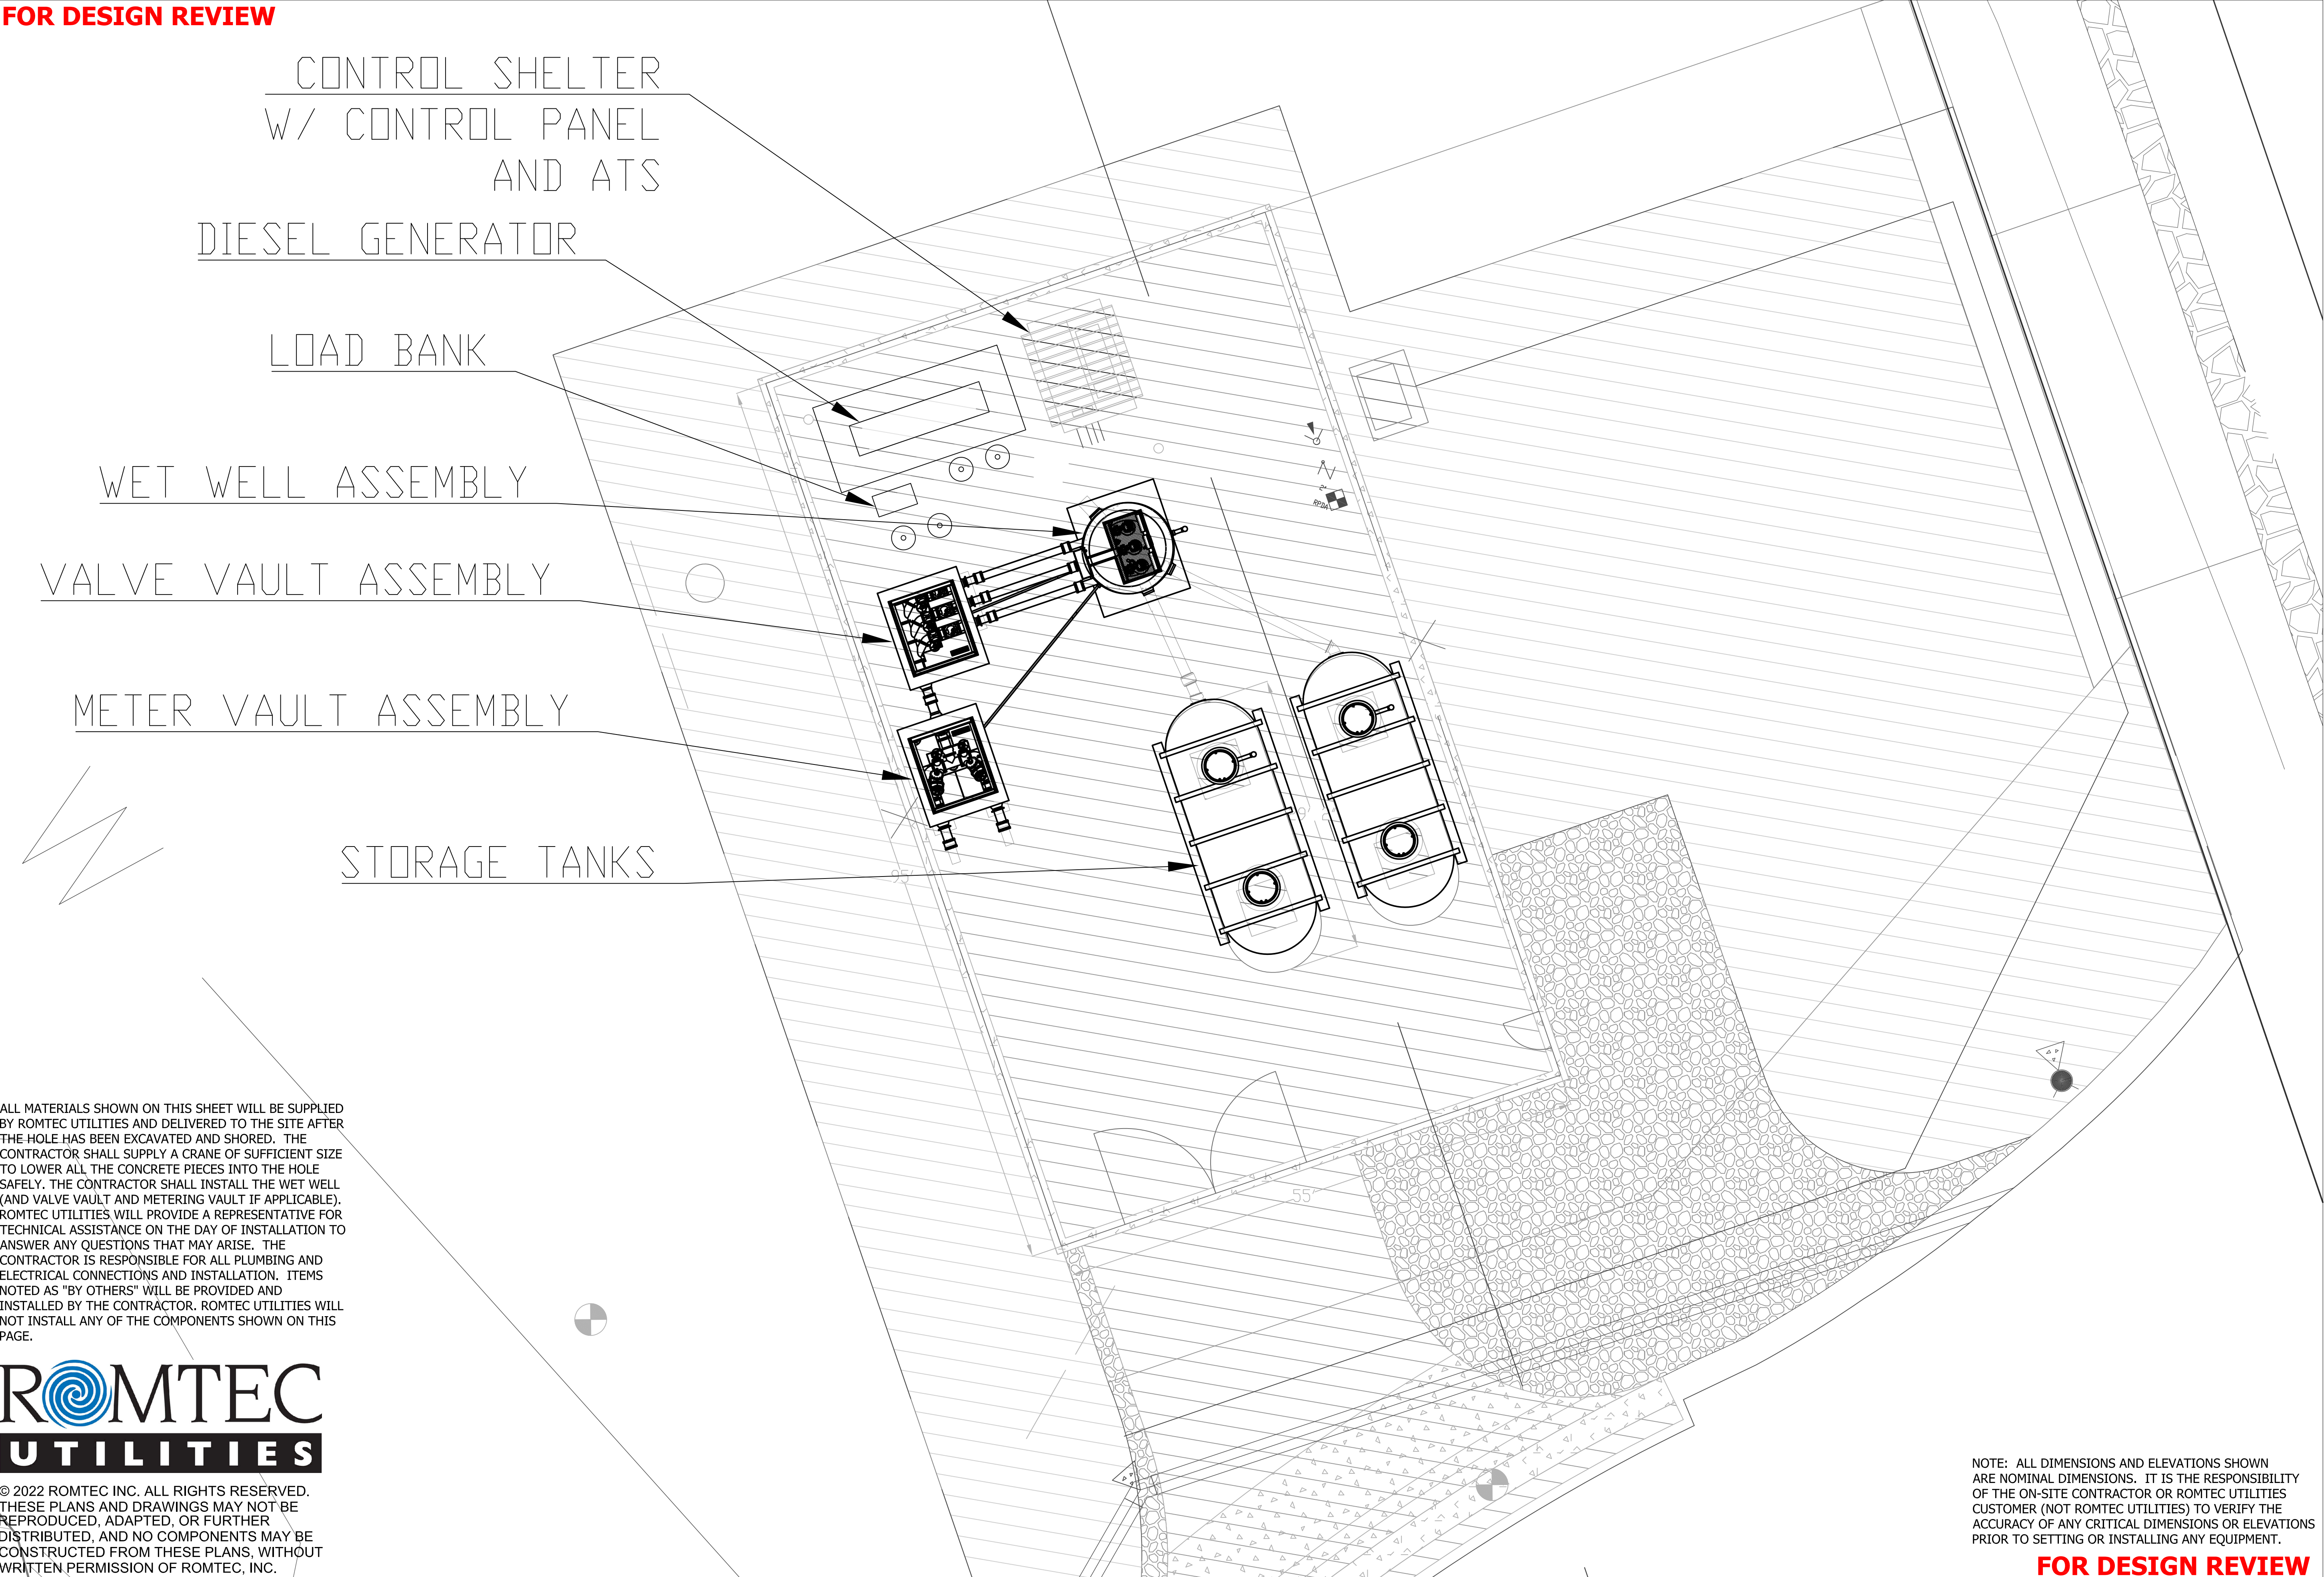 FOR DESIGN REVIEW
CONTROL SHELTER
W/ CONTROL PANEL
AND ATS
DIESEL GENERATOR
LOAD BANK
WET WELL ASSEMBLY
VALVE VAULT ASSEMBLY
METER VAULT ASSEMBLY
STORAGE TANKS
2"
RPDA
95'
55'
ALL MATERIALS SHOWN ON THIS SHEET WILL BE SUPPLIED
BY ROMTEC UTILITIES AND DELIVERED TO THE SITE AFTER
THE HOLE HAS BEEN EXCAVATED AND SHORED. THE
CONTRACTOR SHALL SUPPLY A CRANE OF SUFFICIENT SIZE
TO LOWER ALL THE CONCRETE PIECES INTO THE HOLE
SAFELY. THE CONTRACTOR SHALL INSTALL THE WET WELL
(AND VALVE VAULT AND METERING VAULT IF APPLICABLE).
ROMTEC UTILITIES WILL PROVIDE A REPRESENTATIVE FOR
TECHNICAL ASSISTANCE ON THE DAY OF INSTALLATION TO
ANSWER ANY QUESTIONS THAT MAY ARISE. THE
CONTRACTOR IS RESPONSIBLE FOR ALL PLUMBING AND
ELECTRICAL CONNECTIONS AND INSTALLATION. ITEMS
NOTED AS "BY OTHERS" WILL BE PROVIDED AND
INSTALLED BY THE CONTRACTOR. ROMTEC UTILITIES WILL
NOT INSTALL ANY OF THE COMPONENTS SHOWN ON THIS
PAGE.
ROMTEC
UTILITIES
© 2022 ROMTEC INC. ALL RIGHTS RESERVED.
THESE PLANS AND DRAWINGS MAY NOT BE
REPRODUCED, ADAPTED, OR FURTHER
DISTRIBUTED, AND NO COMPONENTS MAY BE
CONSTRUCTED FROM THESE PLANS, WITHOUT
WRITTEN PERMISSION OF ROMTEC, INC.
NOTE: ALL DIMENSIONS AND ELEVATIONS SHOWN
ARE NOMINAL DIMENSIONS. IT IS THE RESPONSIBILITY
OF THE ON-SITE CONTRACTOR OR ROMTEC UTILITIES
CUSTOMER (NOT ROMTEC UTILITIES) TO VERIFY THE
ACCURACY OF ANY CRITICAL DIMENSIONS OR ELEVATIONS
PRIOR TO SETTING OR INSTALLING ANY EQUIPMENT.
FOR DESIGN REVIEW